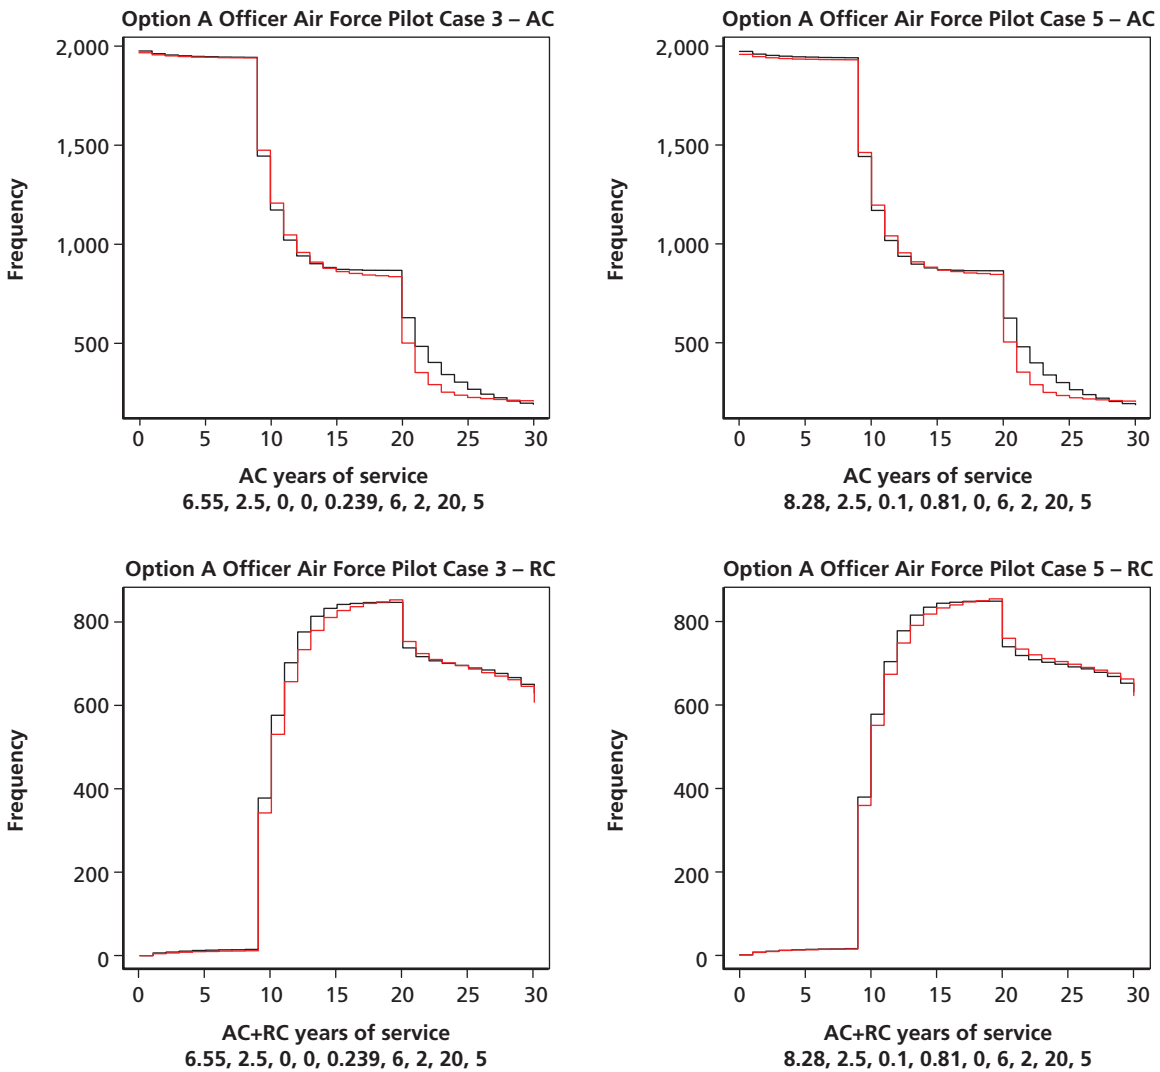 Option A Officer Air Force Pilot Case 3 – AC
2,000
1,500
1,000
500
Frequency
0 5 10 15 20 25 30
AC years of service
6.55, 2.5, 0, 0, 0.239, 6, 2, 20, 5
Option A Officer Air Force Pilot Case 5 – AC
2,000
1,500
1,000
500
Frequency
0 5 10 15 20 25 30
AC years of service
8.28, 2.5, 0.1, 0.81, 0, 6, 2, 20, 5
Option A Officer Air Force Pilot Case 3 – RC
800
600
400
200
0
Frequency
0 5 10 15 20 25 30
AC+RC years of service
6.55, 2.5, 0, 0, 0.239, 6, 2, 20, 5
Option A Officer Air Force Pilot Case 5 – RC
800
600
400
200
0
Frequency
0 5 10 15 20 25 30
AC+RC years of service
8.28, 2.5, 0.1, 0.81, 0, 6, 2, 20, 5